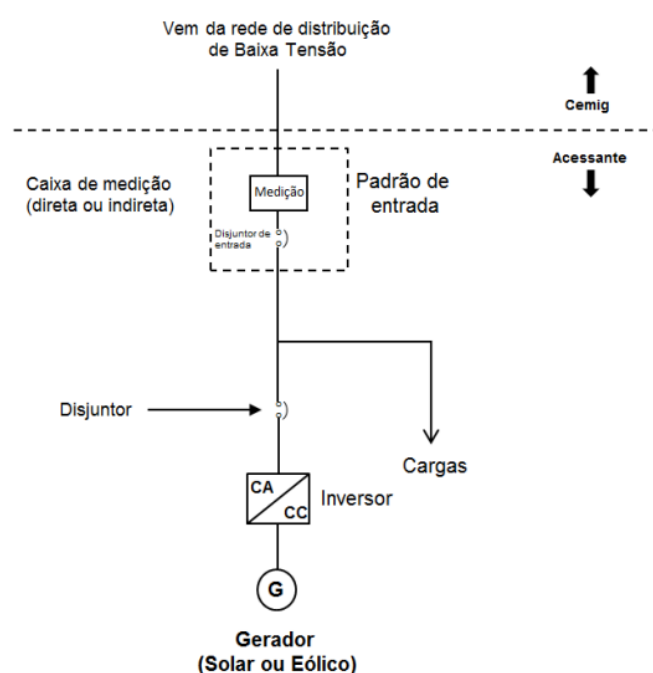 Vem da rede de distribuição
de Baixa Tensão
Cemig
Acessante
Caixa de medição
(direta ou indireta)
Medição
Padrão de
entrada
Disjuntor de
entrada
Disjuntor
Cargas
CA
CC
Inversor
G
Gerador
(Solar ou Eólico)